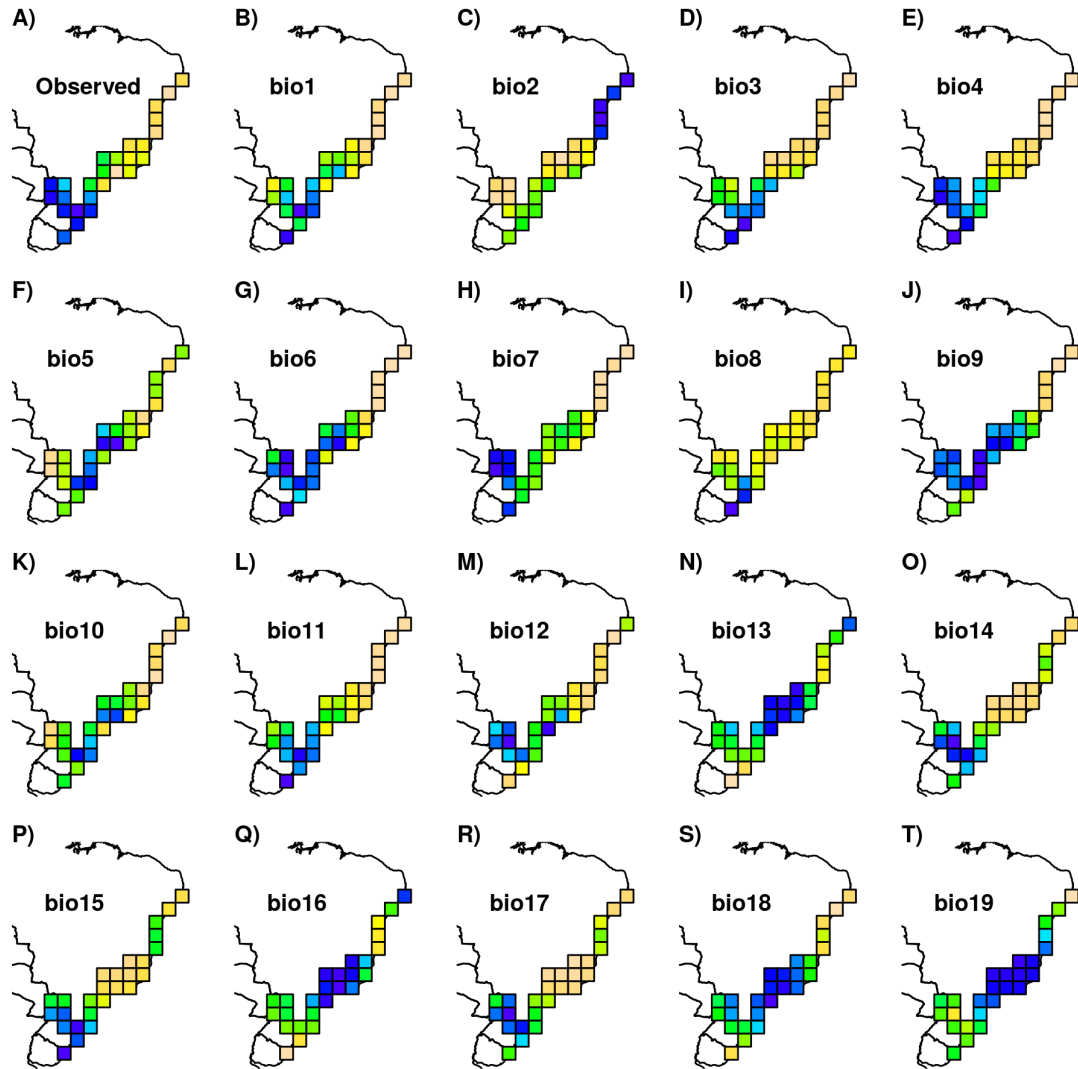 A) B) C) D) E)
Observed bio1 bio2 bio3 bio4
F) G) H) I) J)
bio5 bio6 bio7 bio8 bio9
K) L) M) N) O)
bio10 bio11 bio12 bio13 bio14
P) Q) R) S) T)
bio15 bio16 bio17 bio18 bio19